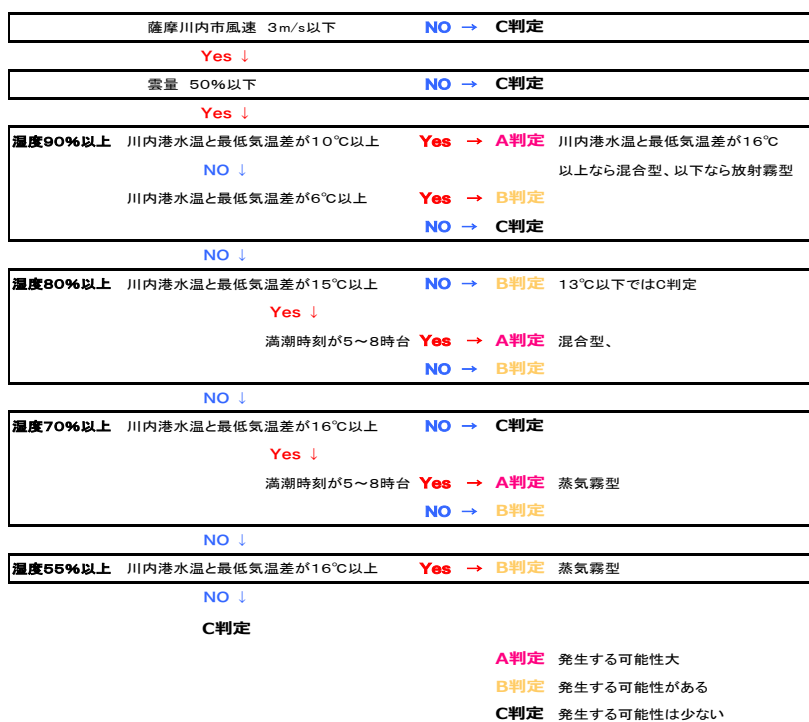 薩摩川内市風速 3m/s以下 NO → C判定
Yes ↓
雲量 50%以下 NO → C判定
Yes ↓
湿度90%以上 川内港水温と最低気温差が10℃以上 Yes → A判定 川内港水温と最低気温差が16℃
NO ↓ 以上なら混合型、以下なら放射霧型
川内港水温と最低気温差が6℃以上 Yes → B判定
NO → C判定
NO ↓
湿度80%以上 川内港水温と最低気温差が15℃以上 NO → B判定 13℃以下ではC判定
Yes ↓
満潮時刻が5～8時台 Yes → A判定 混合型、
NO → B判定
NO ↓
湿度70%以上 川内港水温と最低気温差が16℃以上 NO → C判定
Yes ↓
満潮時刻が5～8時台 Yes → A判定 蒸気霧型
NO → B判定
NO ↓
湿度55%以上 川内港水温と最低気温差が16℃以上 Yes → B判定 蒸気霧型
NO ↓
C判定
A判定 発生する可能性大
B判定 発生する可能性がある
C判定 発生する可能性は少ない